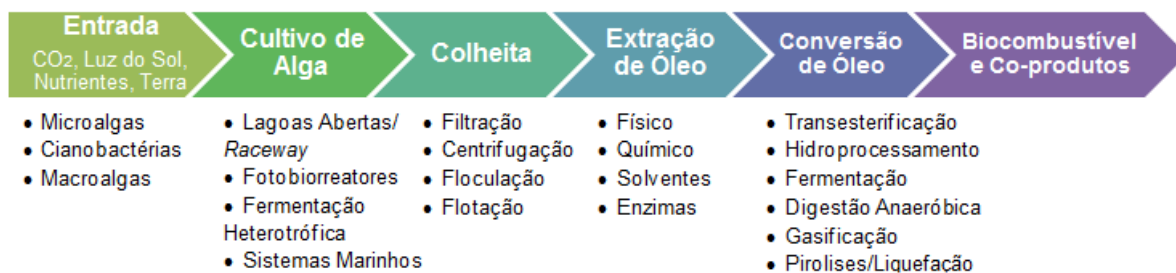 Entrada
CO2, Luz do Sol,
Nutrientes, Terra
Cultivo de
Alga
Colheita
Extração
de Óleo
Conversão
de Óleo
Biocombustível
e Co-produtos
• Microalgas
• Cianobactérias
• Macroalgas
• Lagoas Abertas/
Raceway
• Fotobiorreatores
• Fermentação
Heterotrófica
• Sistemas Marinhos
• Filtração
• Centrifugação
• Floculação
• Flotação
• Físico
• Químico
• Solventes
• Enzimas
• Transesterificação
• Hidroprocessamento
• Fermentação
• Digestão Anaeróbica
• Gasificação
• Pirolises/Liquefação